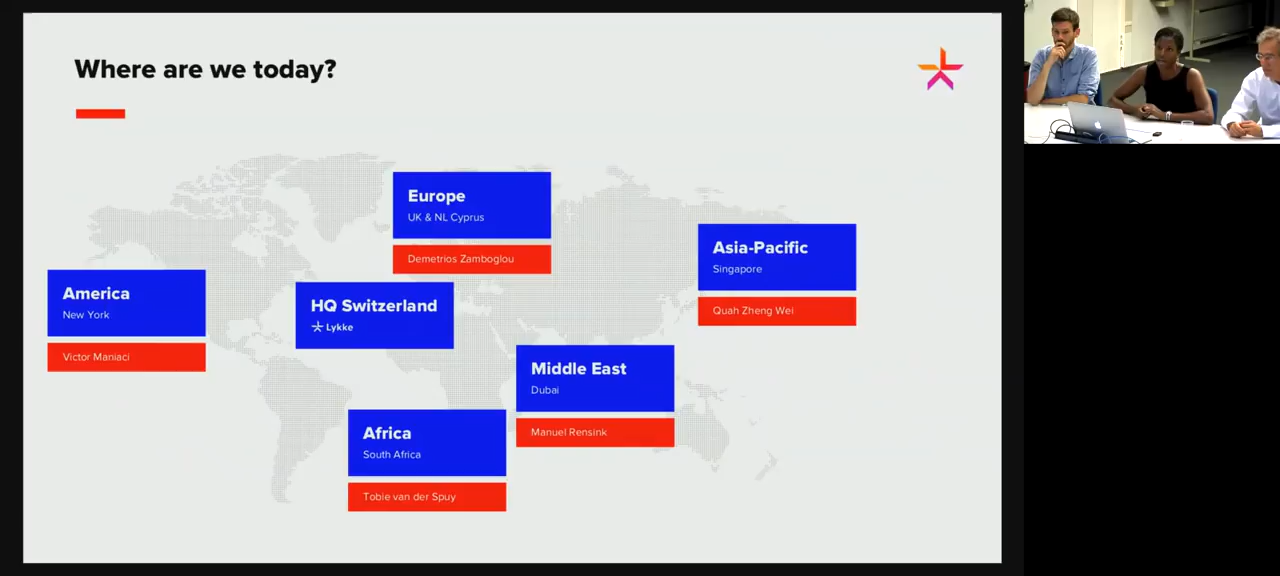 Where are we today?
Europe
UK & NL Cyprus
Demetrios Zamboglou
Asia-Pacific
Singapore
Quah Zheng Wei
America
New York
Victor Maniaci
HQ Switzerland
Lykke
Middle East
Dubai
Manuel Rensink
Africa
South Africa
Tobie van der Spuy